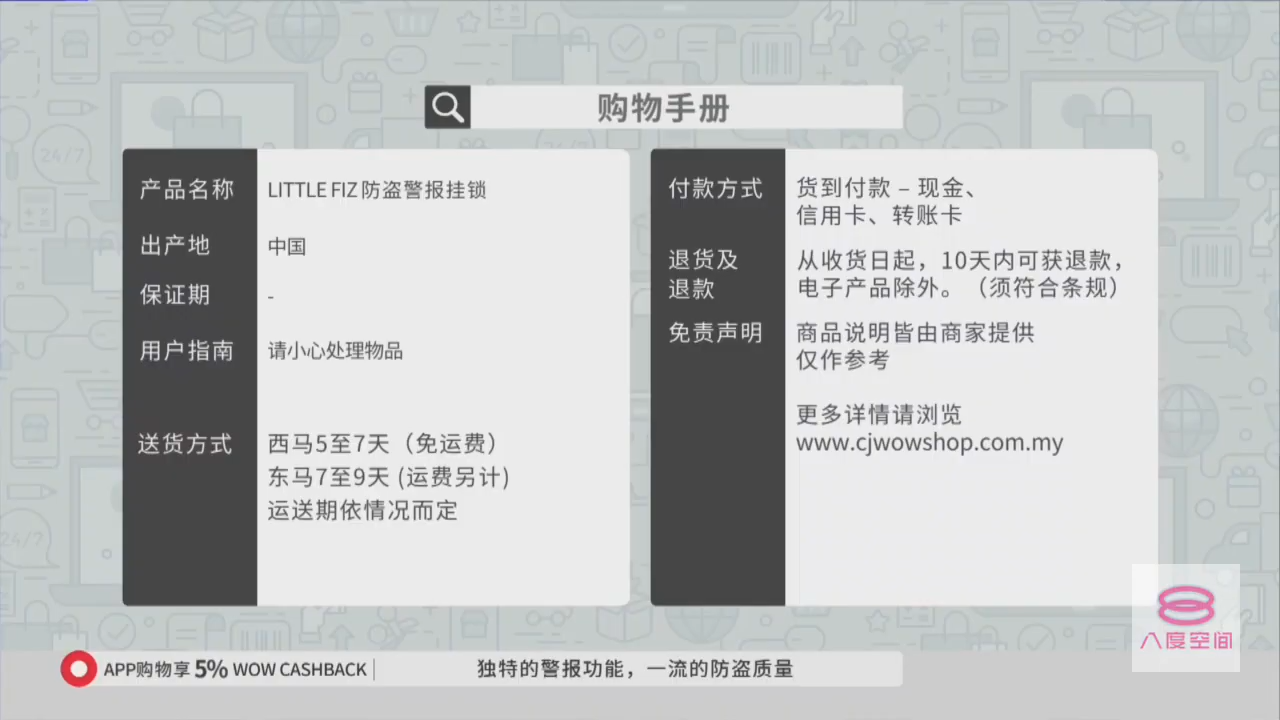 购物手册
产品名称
LITTLE FIZ 防盗警报挂锁
出产地
中国
保证期
-
用户指南
请小心处理物品
送货方式
西马5至7天（免运费）
东马7至9天 (运费另计)
运送期依情况而定
付款方式
货到付款 – 现金、
信用卡、转账卡
退货及
退款
从收货日起，10天内可获退款，
电子产品除外。（须符合条规）
免责声明
商品说明皆由商家提供
仅作参考
更多详情请浏览
www.cjwowshop.com.my
八度空间
APP购物享 5% WOW CASHBACK
独特的警报功能，一流的防盗质量
24/7
24/7
24/7